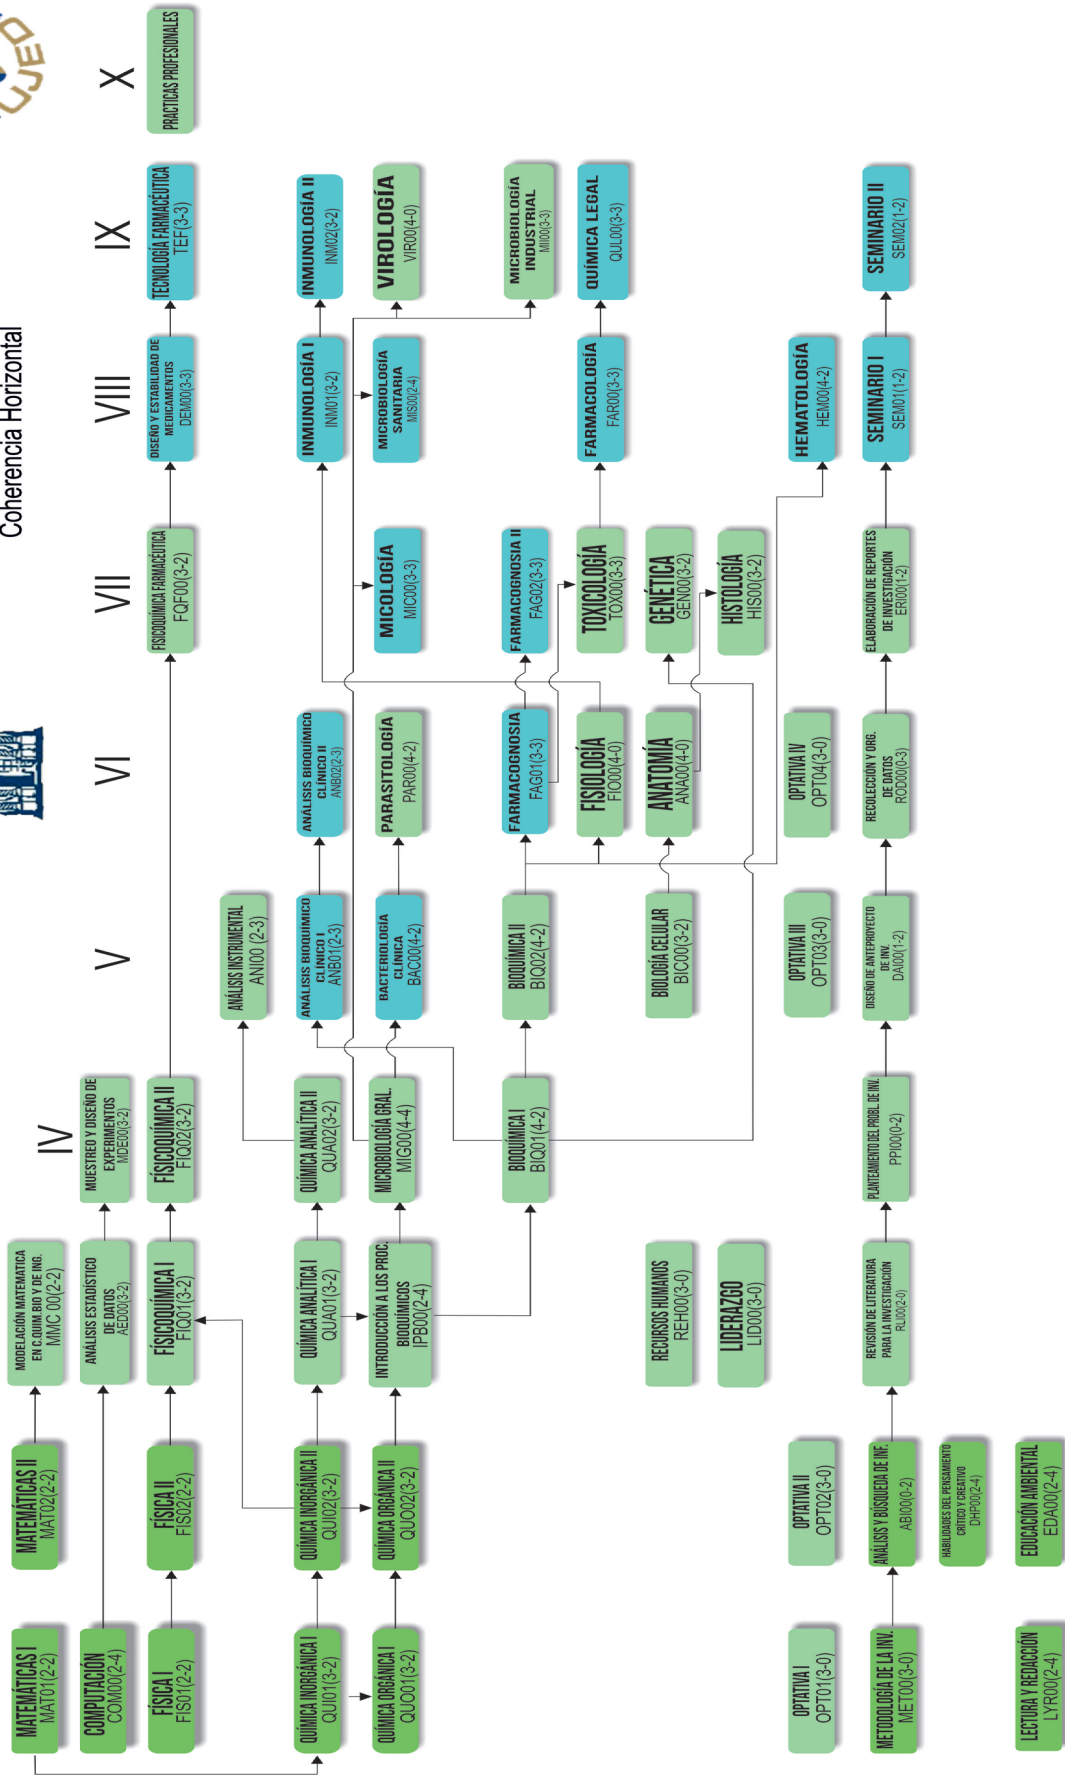 Coherencia Horizontal
UJED
IV
V
VI
VII
VIII
IX
X
MATEMÁTICAS I
MAT01(2-2)
COMPUTACIÓN
COM00(2-4)
FÍSICA I
FIS01(2-2)
QUÍMICA INORGÁNICA I
QUI01(3-2)
QUÍMICA ORGÁNICA I
QUO01(3-2)
OPTATIVA I
OPT01(3-0)
METODOLOGÍA DE LA INV.
MET00(3-0)
LECTURA Y REDACCIÓN
LYR00(2-4)
MATEMÁTICAS II
MAT02(2-2)
FÍSICA II
FIS02(2-2)
QUÍMICA INORGÁNICA II
QUI02(3-2)
QUÍMICA ORGÁNICA II
QUO02(3-2)
OPTATIVA II
OPT02(3-0)
ANÁLISIS Y BÚSQUEDA DE INF.
ABI00(0-2)
HABILIDADES DEL PENSAMIENTO
CRÍTICO Y CREATIVO
DHP00(2-4)
EDUCACIÓN AMBIENTAL
EDA00(2-4)
MODELACIÓN MATEMATICA
EN C.QUIM.BIO Y DE ING.
MMC 00(2-2)
ANÁLISIS ESTADÍSTICO
DE DATOS
AED00(3-2)
FÍSICOQUÍMICA I
FIQ01(3-2)
QUÍMICA ANALÍTICA I
QUA01(3-2)
INTRODUCCIÓN A LOS PROC.
BIOQUÍMICOS
IPB00(2-4)
RECURSOS HUMANOS
REH00(3-0)
LIDERAZGO
LID00(3-0)
REVISIÓN DE LITERATURA
PARA LA INVESTIGACIÓN
RLI00(2-0)
MUESTREO Y DISEÑO DE
EXPERIMENTOS
MDE00(3-2)
FÍSICOQUÍMICA II
FIQ02(3-2)
QUÍMICA ANALÍTICA II
QUA02(3-2)
MICROBIOLOGÍA GRAL.
MIG00(4-4)
BIOQUÍMICA I
BIQ01(4-2)
PLANTEAMIENTO DEL PROBL. DE INV.
PPI00(0-2)
ANÁLISIS INSTRUMENTAL
ANI00 (2-3)
ANÁLISIS BIOQUÍMICO
CLINICO I
ANB01(2-3)
BACTERIOLOGÍA
CLÍNICA
BAC00(4-2)
BIOQUÍMICA II
BIQ02(4-2)
BIOLOGÍA CELULAR
BIC00(3-2)
OPTATIVA III
OPT03(3-0)
DISEÑO DE ANTEPROYECTO
DE INV.
DAI00(1-2)
ANÁLISIS BIOQUÍMICO
CLÍNICO II
ANB02(2-3)
PARASITOLOGÍA
PAR00(4-2)
FARMACOGNOSIA
FAG01(3-3)
FISIOLOGÍA
FIO00(4-0)
ANATOMÍA
ANA00(4-0)
OPTATIVA IV
OPT04(3-0)
RECOLECCIÓN Y ORG.
DE DATOS
ROD00(0-3)
FISICOQUÍMICA FARMACÉUTICA
FQF00(3-2)
MICOLOGÍA
MIC00(3-3)
FARMACOGNOSIA II
FAG02(3-3)
TOXICOLOGÍA
TOX00(3-3)
GENÉTICA
GEN00(3-2)
HISTOLOGÍA
HIS00(3-2)
ELABORACIÓN DE REPORTES
DE INVESTIGACIÓN
ERI00(1-2)
DISEÑO Y ESTABILIDAD DE
MEDICAMENTOS
DEM00(3-3)
INMUNOLOGÍA I
INM01(3-2)
MICROBIOLOGÍA
SANITARIA
MIS00(2-4)
FARMACOLOGÍA
FAR00(3-3)
HEMATOLOGÍA
HEM00(4-2)
SEMINARIO I
SEM01(1-2)
TECNOLOGÍA FARMACÉUTICA
TEF(3-3)
INMUNOLOGÍA II
INM02(3-2)
VIROLOGÍA
VIR00(4-0)
MICROBIOLOGÍA
INDUSTRIAL
MII00(3-3)
QUÍMICA LEGAL
QUL00(3-3)
SEMINARIO II
SEM02(1-2)
PRACTICAS PROFESIONALES